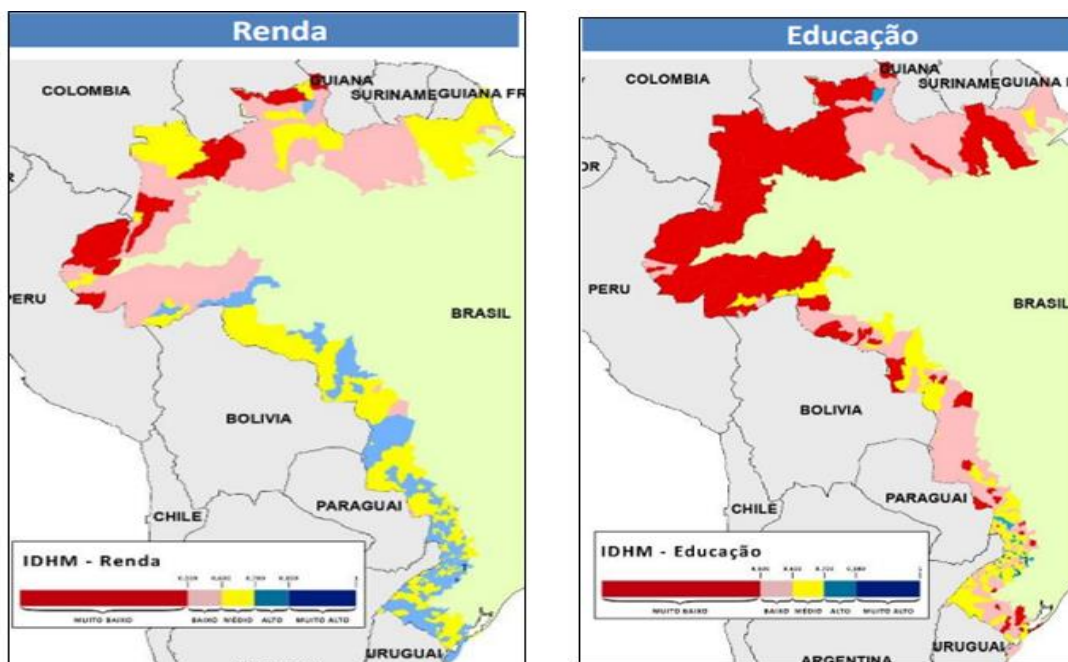 Renda
COLOMBIA
GUIANA
SURINAME
GUIANA FR
PERU
BRASIL
BOLIVIA
PARAGUAI
CHILE
IDHM - Renda
MUITO BAIXO
BAIXO
MÉDIO
ALTO
MUITO ALTO
URUGUAI
Educação
COLOMBIA
GUIANA
SURINAME
GUIANA F
DOR
PERU
BRASIL
BOLIVIA
PARAGUAI
CHILE
IDHM - Educação
MUITO BAIXO
BAIXO
MÉDIO
ALTO
MUITO ALTO
URUGUAI
ARGENTINA